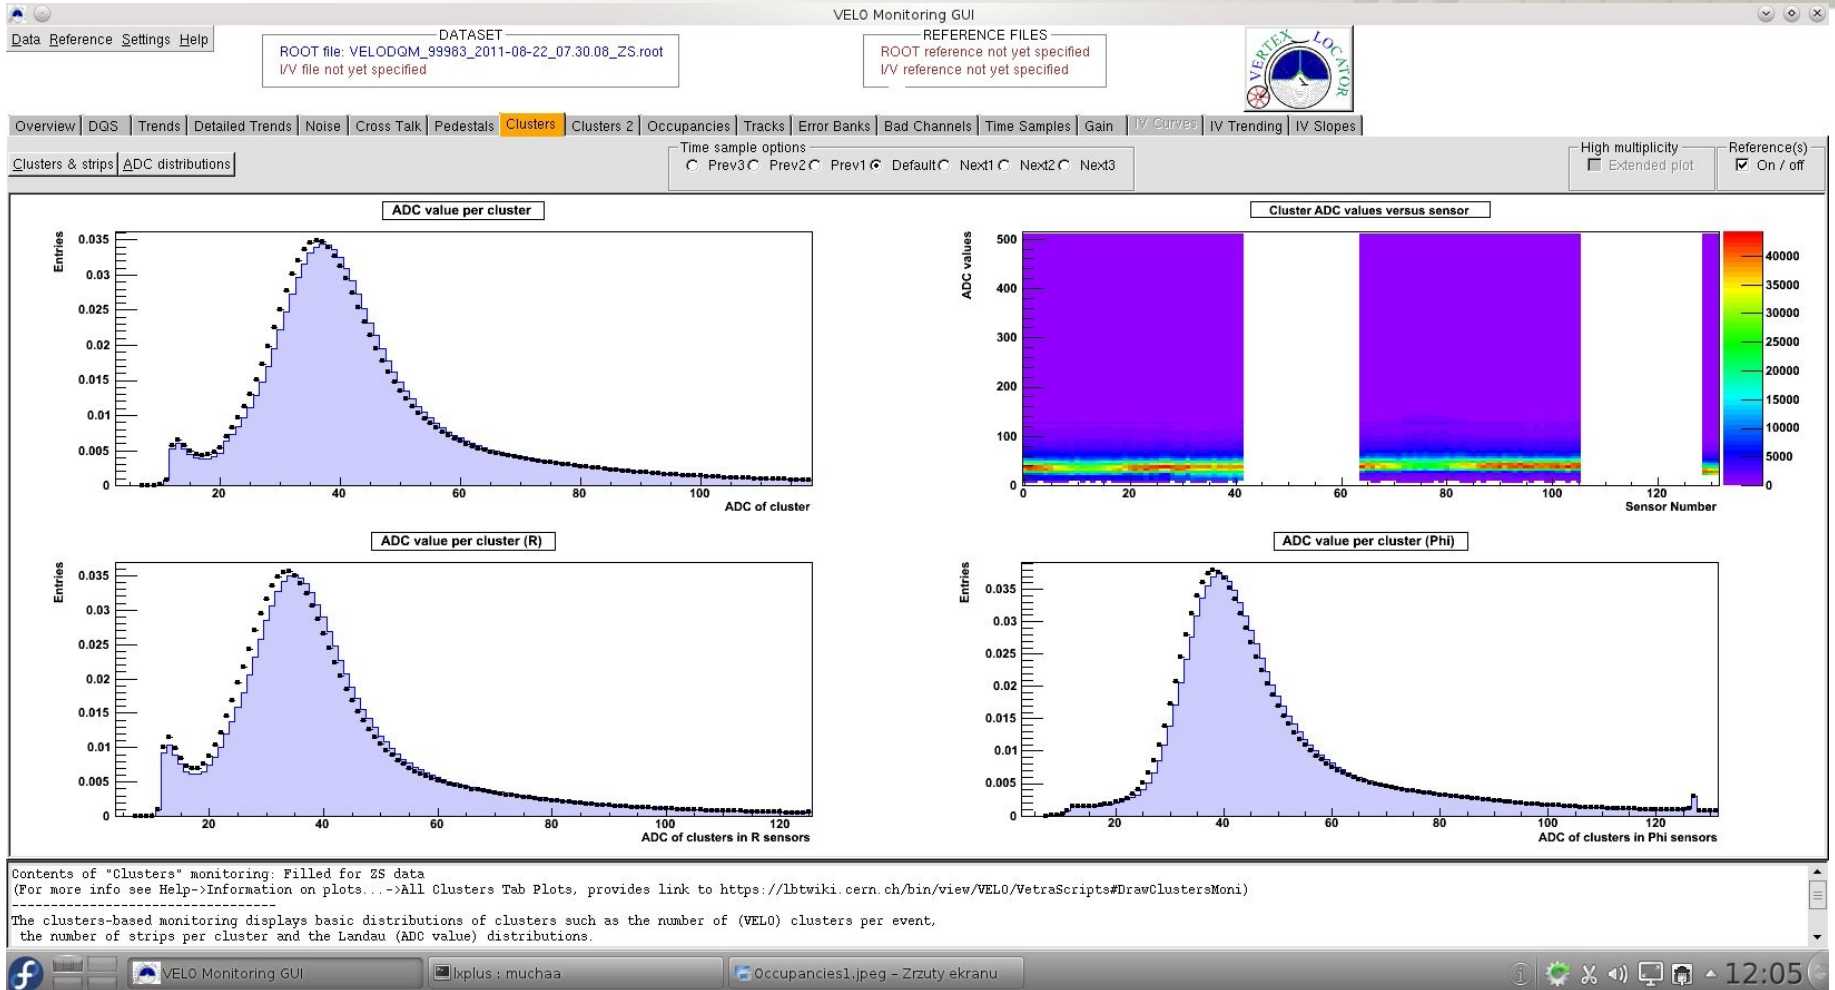 VELO Monitoring GUI
Data Reference Settings Help
DATASET
ROOT file: VELODQM_99983_2011-08-22_07.30.08_ZS.root
I/V file not yet specified
REFERENCE FILES
ROOT reference not yet specified
I/V reference not yet specified
VERTEX LOCATOR
Overview DQS Trends Detailed Trends Noise Cross Talk Pedestals Clusters Clusters 2 Occupancies Tracks Error Banks Bad Channels Time Samples Gain IV Curves IV Trending IV Slopes
Clusters & strips ADC distributions
Time sample options
Prev3 Prev2 Prev1 Default Next1 Next2 Next3
High multiplicity
Extended plot
Reference(s)
On / off
ADC value per cluster
Entries
0.035
0.03
0.025
0.02
0.015
0.01
0.005
0
20 40 60 80 100
ADC of cluster
Cluster ADC values versus sensor
ADC values
500
400
300
200
100
0
0 20 40 60 80 100 120
Sensor Number
40000
35000
30000
25000
20000
15000
10000
5000
0
ADC value per cluster (R)
Entries
0.035
0.03
0.025
0.02
0.015
0.01
0.005
0
20 40 60 80 100 120
ADC of clusters in R sensors
ADC value per cluster (Phi)
Entries
0.035
0.03
0.025
0.02
0.015
0.01
0.005
0
20 40 60 80 100 120
ADC of clusters in Phi sensors
Contents of "Clusters" monitoring: Filled for ZS data
(For more info see Help->Information on plots...->All Clusters Tab Plots, provides link to https://lbtwiki.cern.ch/bin/view/VELO/VetraScripts#DrawClustersMoni)
----------------------------------
The clusters-based monitoring displays basic distributions of clusters such as the number of (VELO) clusters per event,
the number of strips per cluster and the Landau (ADC value) distributions.
VELO Monitoring GUI
lxplus : muchaa
Occupancies1.jpeg – Zrzuty ekranu
12:05